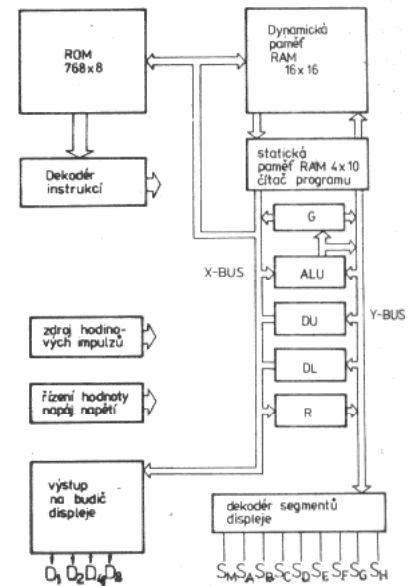 ROM
768x8
Dynamická
paměť
RAM
16x16
Dekodér
instrukcí
statická
paměť RAM 4x10
čítač programu
G
X-BUS
ALU
Y-BUS
DU
DL
R
zdroj hodino-
vých impulzů
řízení hodnoty
napáj napětí
výstup
na budič
displeje
dekodér segmentů
displeje
D1 D2 D4 D8
SM SA SB SC SD SE SF SG SH